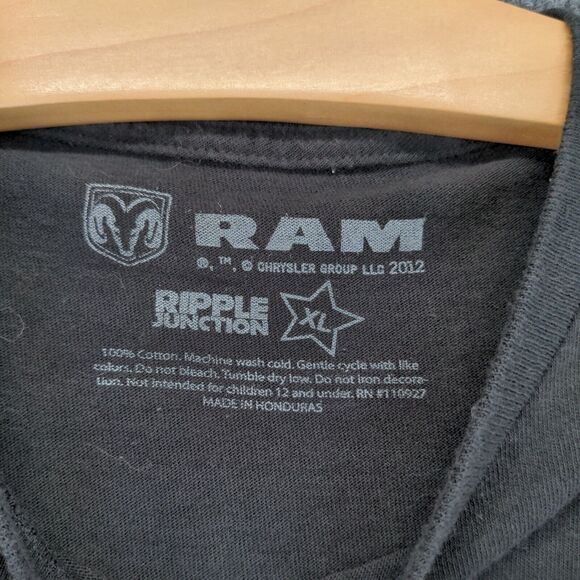 RAM
®, ™, © CHRYSLER GROUP LLC 2012
RIPPLE
JUNCTION
XL
100% Cotton. Machine wash cold. Gentle cycle with like
colors. Do not bleach. Tumble dry low. Do not iron decora-
tion. Not intended for children 12 and under. RN #110927
MADE IN HONDURAS